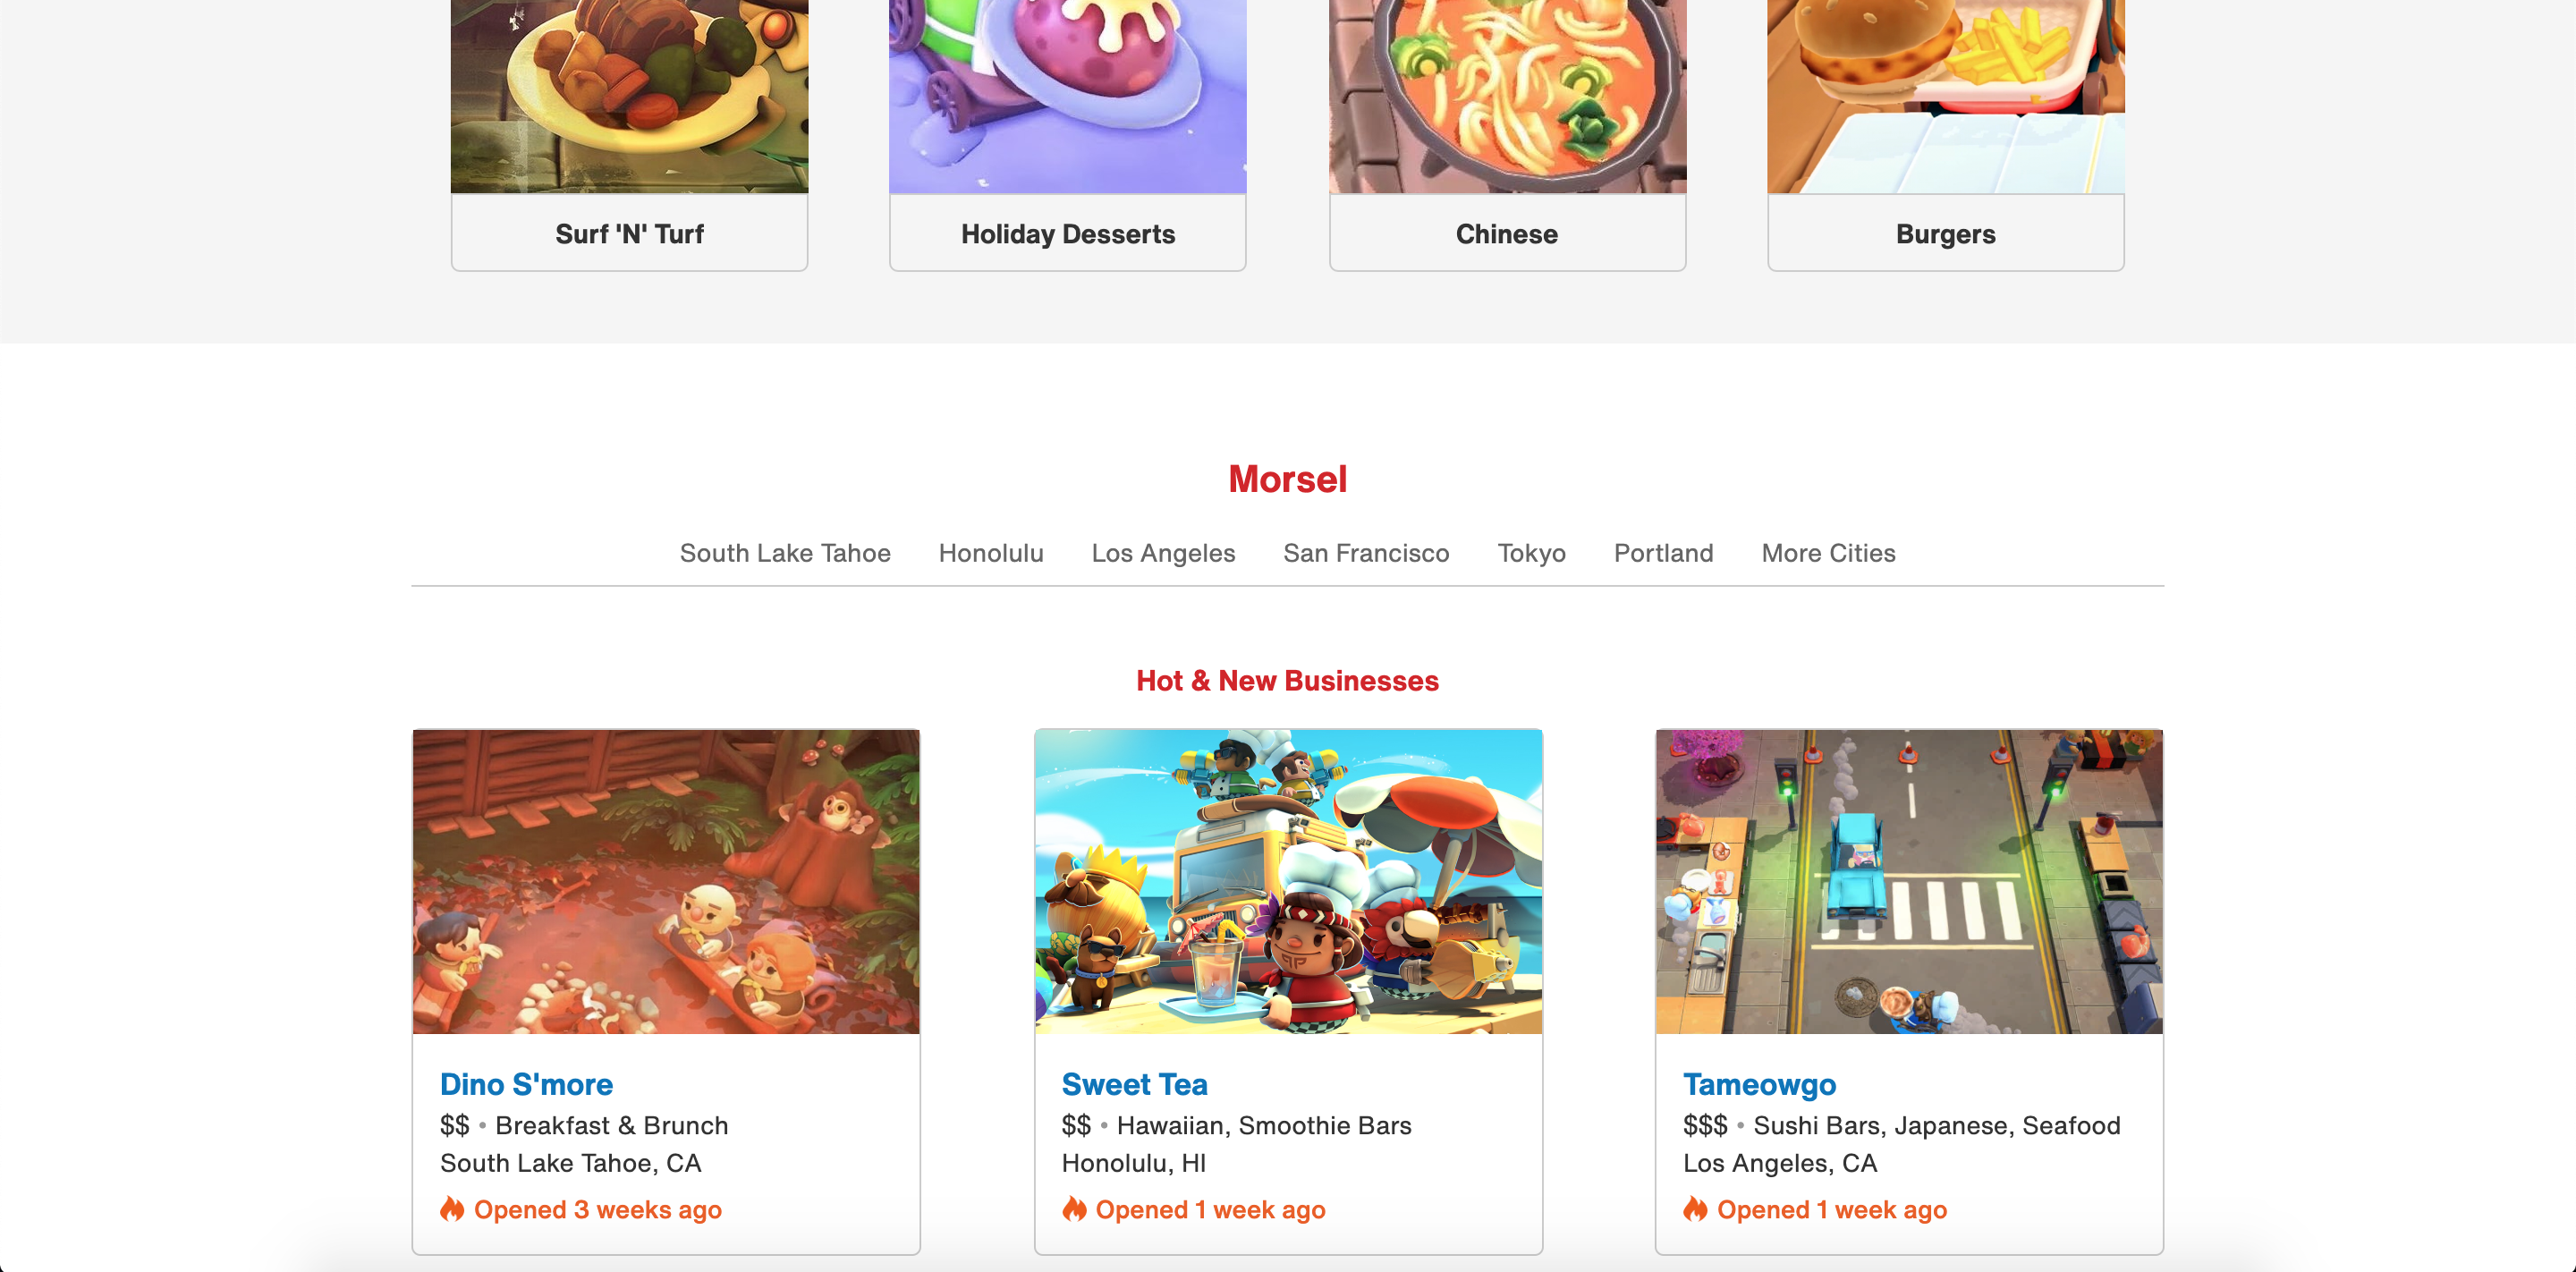 Surf 'N' Turf
Holiday Desserts
Chinese
Burgers
Morsel
South Lake Tahoe Honolulu Los Angeles San Francisco Tokyo Portland More Cities
Hot & New Businesses
Dino S'more
$$ • Breakfast & Brunch
South Lake Tahoe, CA
Opened 3 weeks ago
Sweet Tea
$$ • Hawaiian, Smoothie Bars
Honolulu, HI
Opened 1 week ago
Tameowgo
$$$ • Sushi Bars, Japanese, Seafood
Los Angeles, CA
Opened 1 week ago